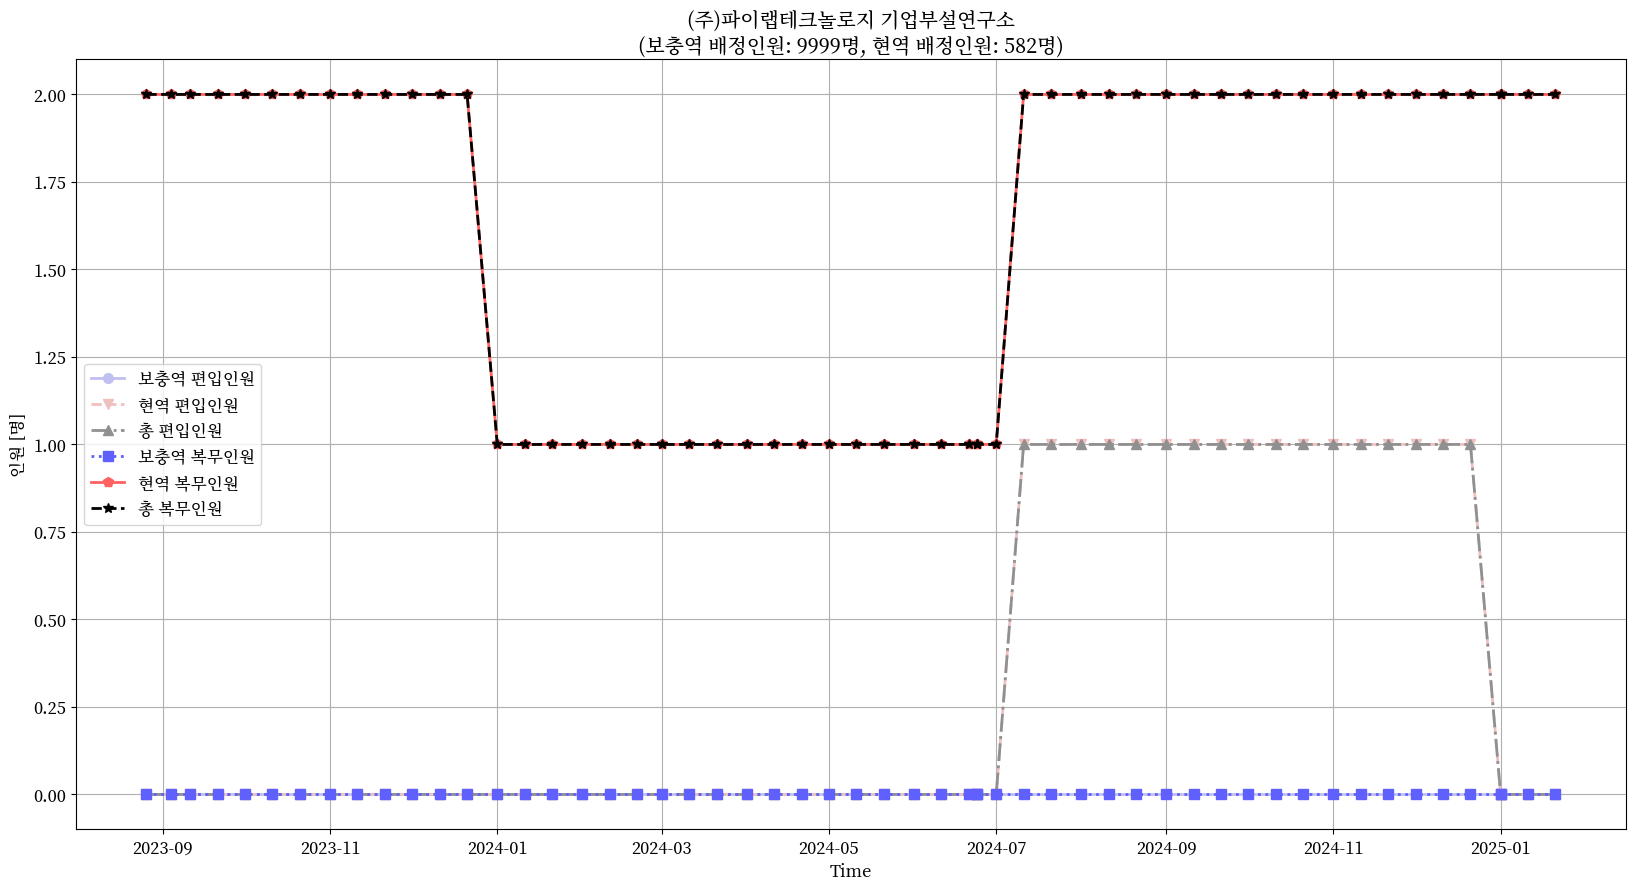 (주)파이랩테크놀로지 기업부설연구소
(보충역 배정인원: 9999명, 현역 배정인원: 582명)
인원 [명]
2.00
1.75
1.50
1.25
1.00
0.75
0.50
0.25
0.00
보충역 편입인원
현역 편입인원
총 편입인원
보충역 복무인원
현역 복무인원
총 복무인원
2023-09 2023-11 2024-01 2024-03 2024-05 2024-07 2024-09 2024-11 2025-01
Time